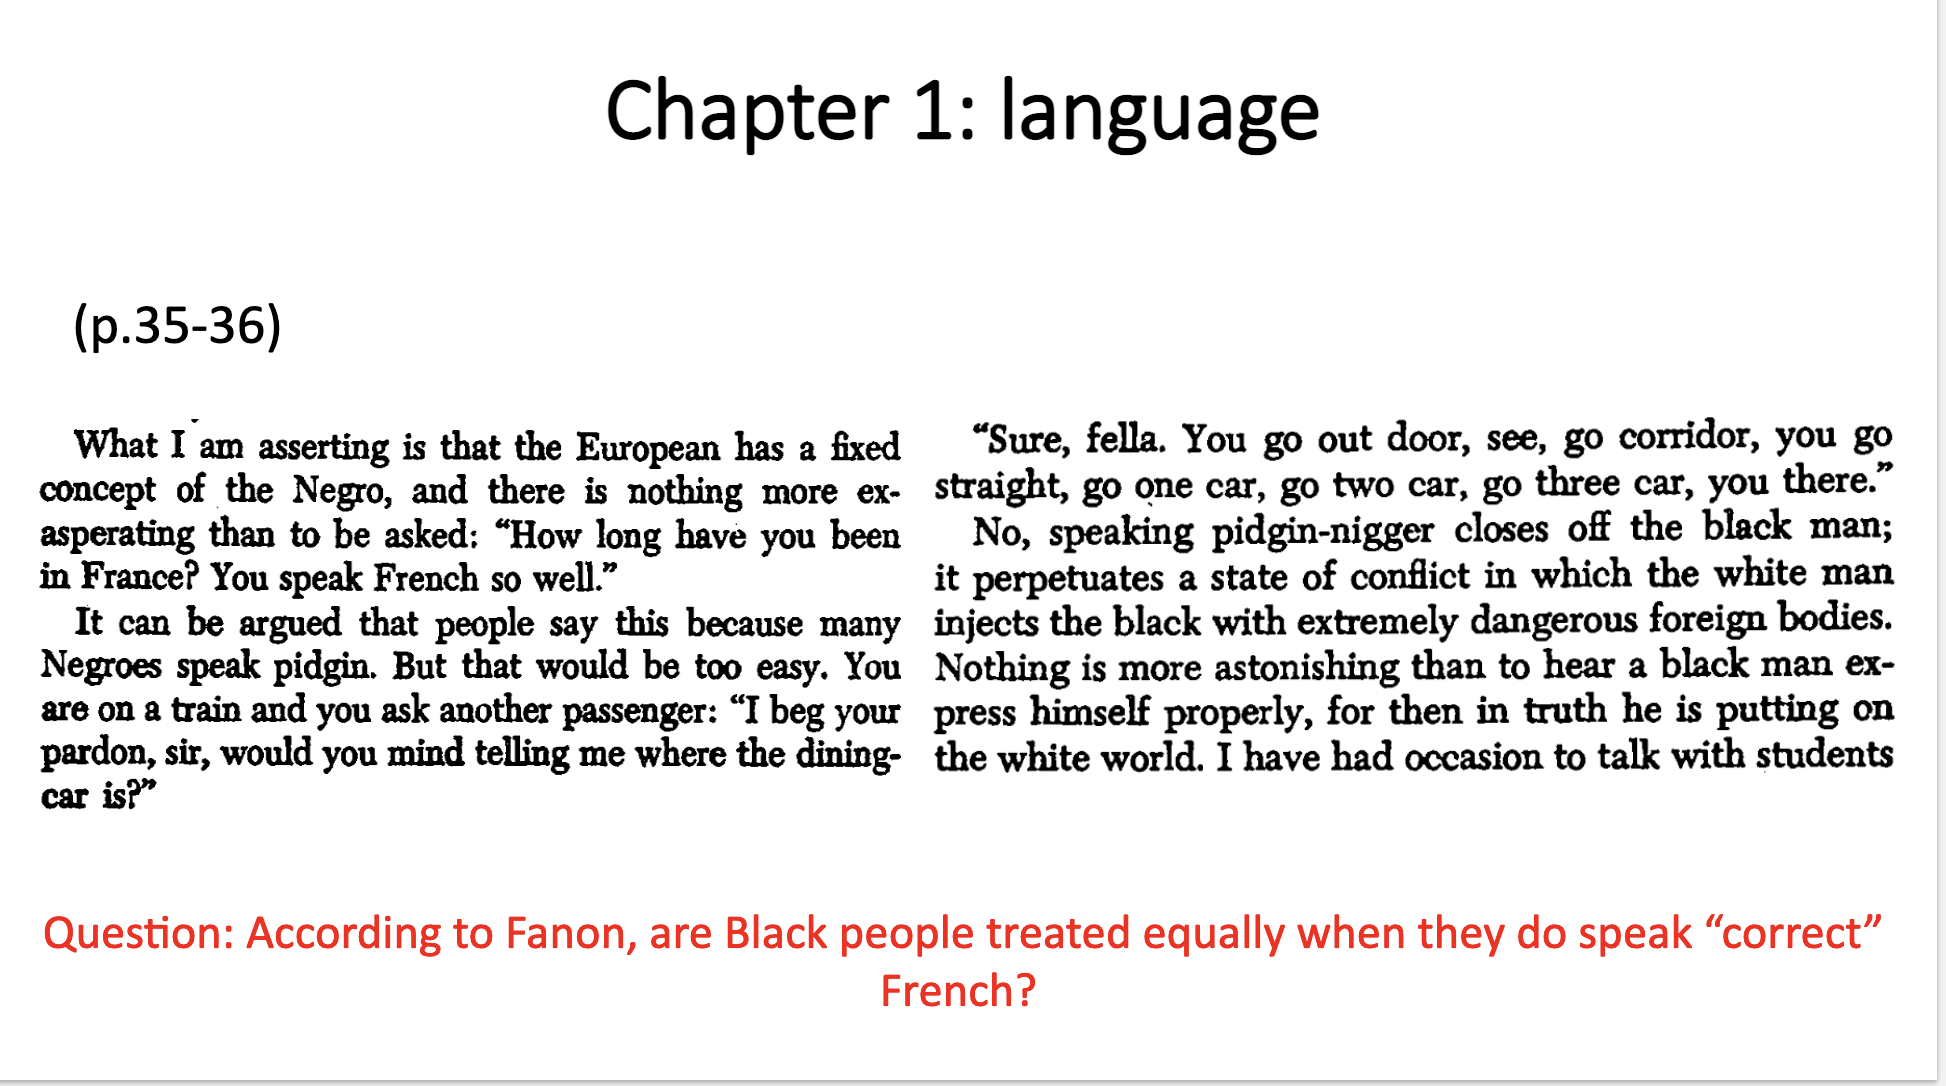 Chapter 1: language
(p.35-36)
What I am asserting is that the European has a fixed
concept of the Negro, and there is nothing more ex-
asperating than to be asked: “How long have you been
in France? You speak French so well.”
It can be argued that people say this because many
Negroes speak pidgin. But that would be too easy. You
are on a train and you ask another passenger: “I beg your
pardon, sir, would you mind telling me where the dining-
car is?”
“Sure, fella. You go out door, see, go corridor, you go
straight, go one car, go two car, go three car, you there.”
No, speaking pidgin-nigger closes off the black man;
it perpetuates a state of conflict in which the white man
injects the black with extremely dangerous foreign bodies.
Nothing is more astonishing than to hear a black man ex-
press himself properly, for then in truth he is putting on
the white world. I have had occasion to talk with students
Question: According to Fanon, are Black people treated equally when they do speak “correct”
French?